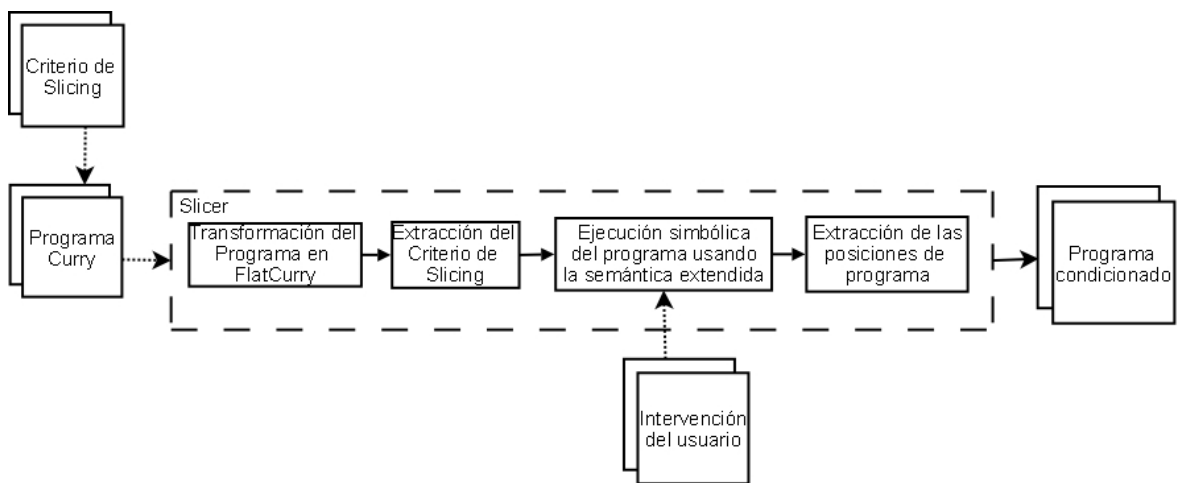 Criterio de
Slicing
Programa
Curry
Slicer
Transformación del
Programa en
FlatCurry
Extracción del
Criterio de
Slicing
Ejecución simbólica
del programa usando
la semántica extendida
Extracción de las
posiciones de
programa
Programa
condicionado
Intervención
del usuario